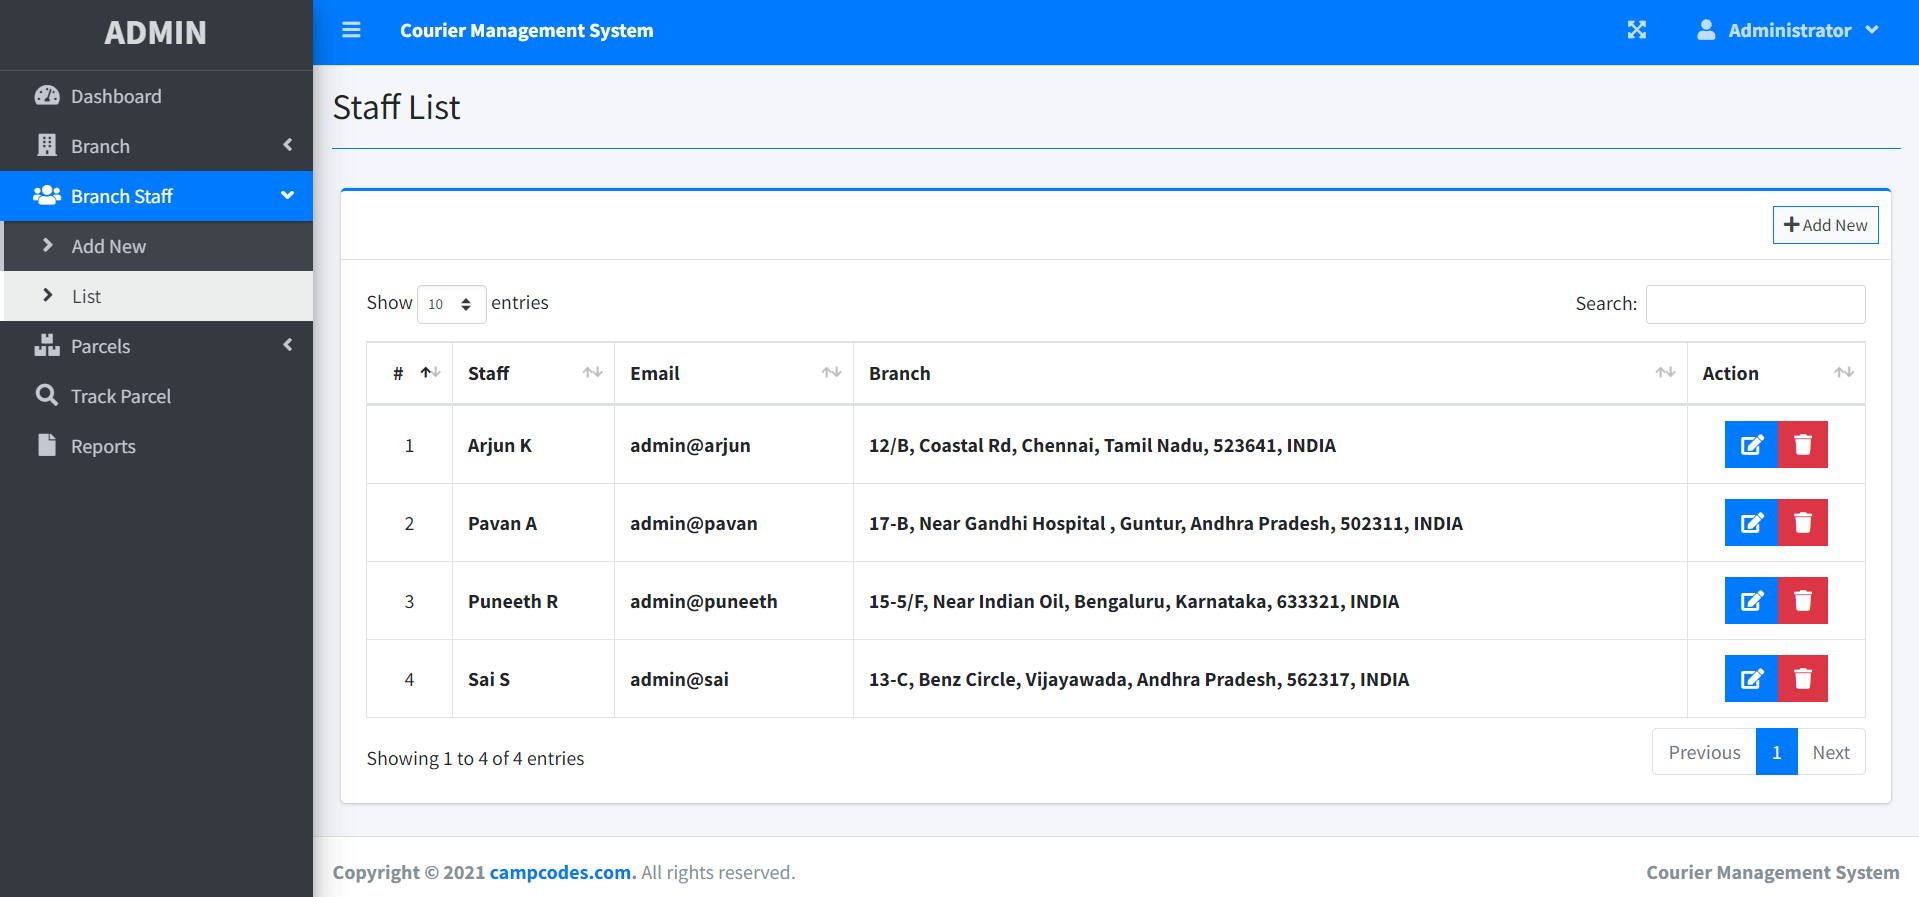 ADMIN
Courier Management System
Administrator
Dashboard
Branch
Branch Staff
Add New
List
Parcels
Track Parcel
Reports
Staff List
Add New
Show 10 entries
Search:
# Staff Email Branch Action
1 Arjun K admin@arjun 12/B, Coastal Rd, Chennai, Tamil Nadu, 523641, INDIA
2 Pavan A admin@pavan 17-B, Near Gandhi Hospital , Guntur, Andhra Pradesh, 502311, INDIA
3 Puneeth R admin@puneeth 15-5/F, Near Indian Oil, Bengaluru, Karnataka, 633321, INDIA
4 Sai S admin@sai 13-C, Benz Circle, Vijayawada, Andhra Pradesh, 562317, INDIA
Showing 1 to 4 of 4 entries
Previous 1 Next
Copyright © 2021 campcodes.com. All rights reserved.
Courier Management System